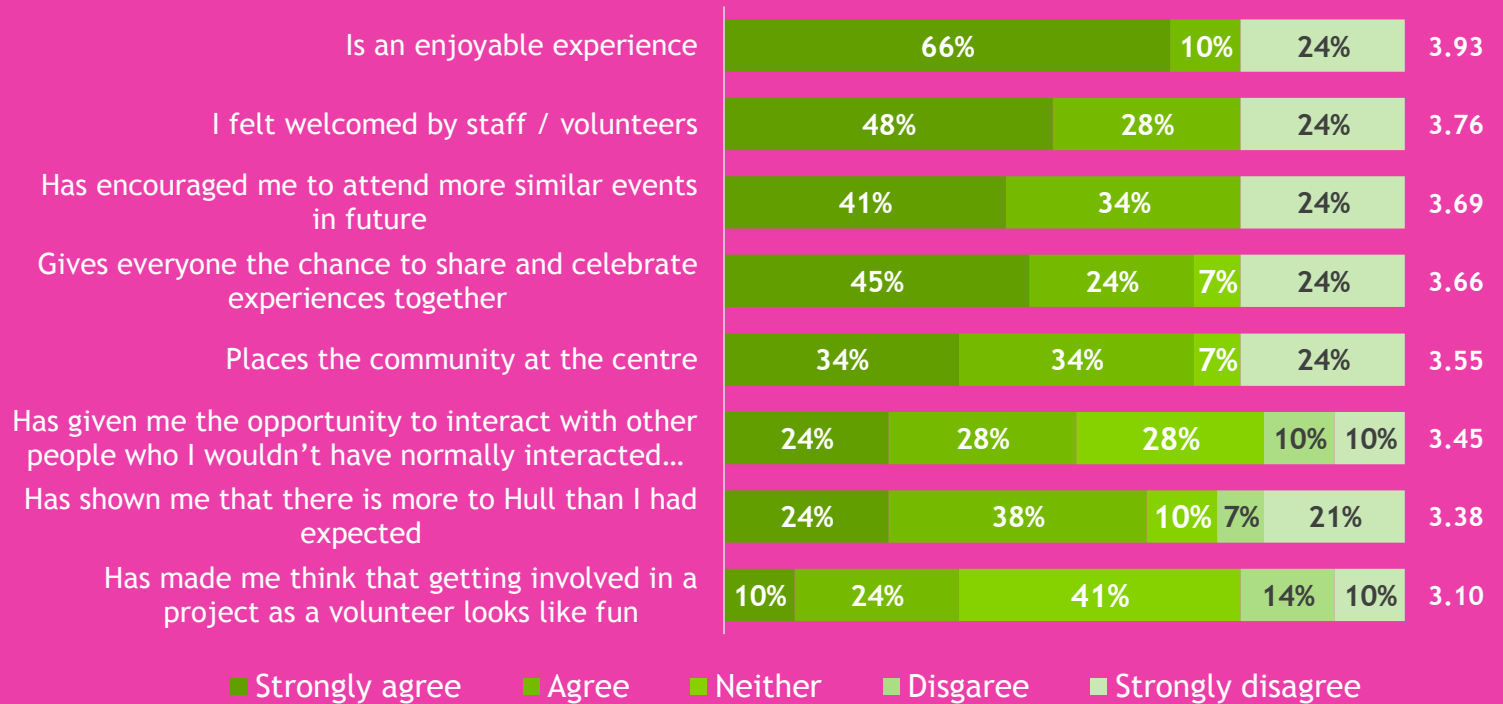 Is an enjoyable experience
66% 10% 24% 3.93
I felt welcomed by staff / volunteers
48% 28% 24% 3.76
Has encouraged me to attend more similar events
in future
41% 34% 24% 3.69
Gives everyone the chance to share and celebrate
experiences together
45% 24% 7% 24% 3.66
Places the community at the centre
34% 34% 7% 24% 3.55
Has given me the opportunity to interact with other
people who I wouldn’t have normally interacted…
24% 28% 28% 10% 10% 3.45
Has shown me that there is more to Hull than I had
expected
24% 38% 10% 7% 21% 3.38
Has made me think that getting involved in a
project as a volunteer looks like fun
10% 24% 41% 14% 10% 3.10
Strongly agree Agree Neither Disgaree Strongly disagree